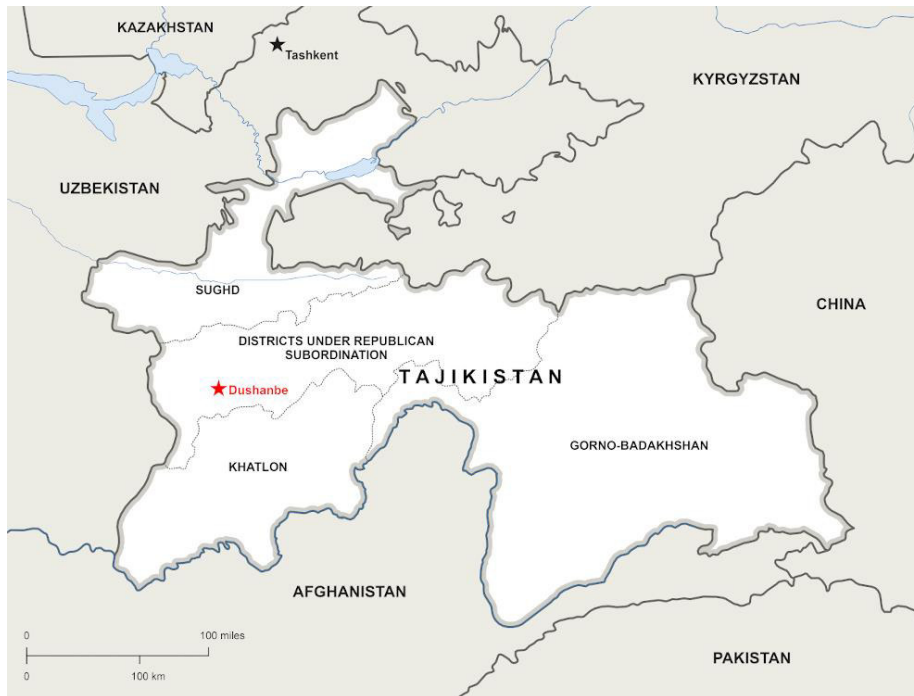 KAZAKHSTAN
Tashkent
KYRGYZSTAN
UZBEKISTAN
SUGHD
CHINA
DISTRICTS UNDER REPUBLICAN
SUBORDINATION
TAJIKISTAN
Dushanbe
GORNO-BADAKHSHAN
KHATLON
AFGHANISTAN
0
100 miles
0
100 km
PAKISTAN